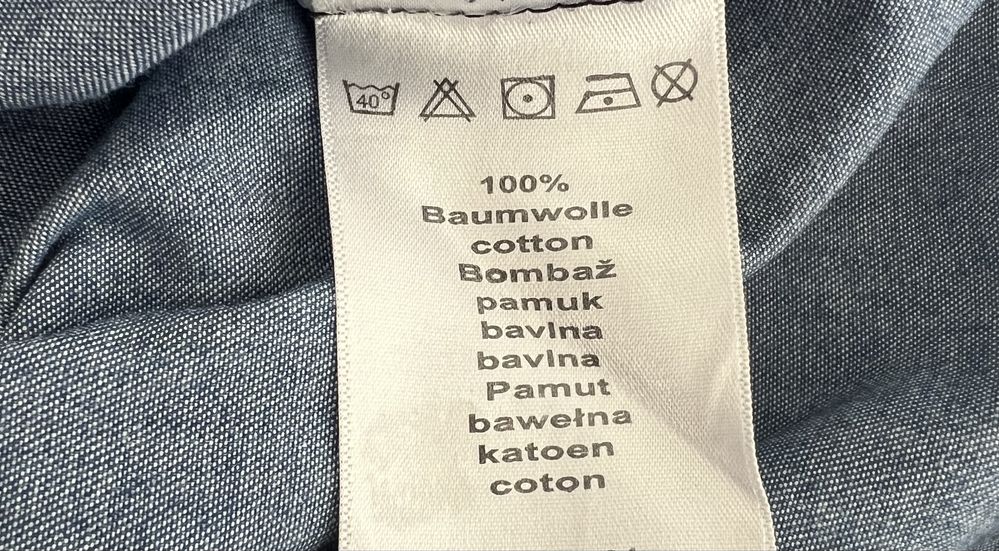 40°
100%
Baumwolle
cotton
Bombaž
pamuk
bavlna
bavlna
Pamut
bawełna
katoen
coton